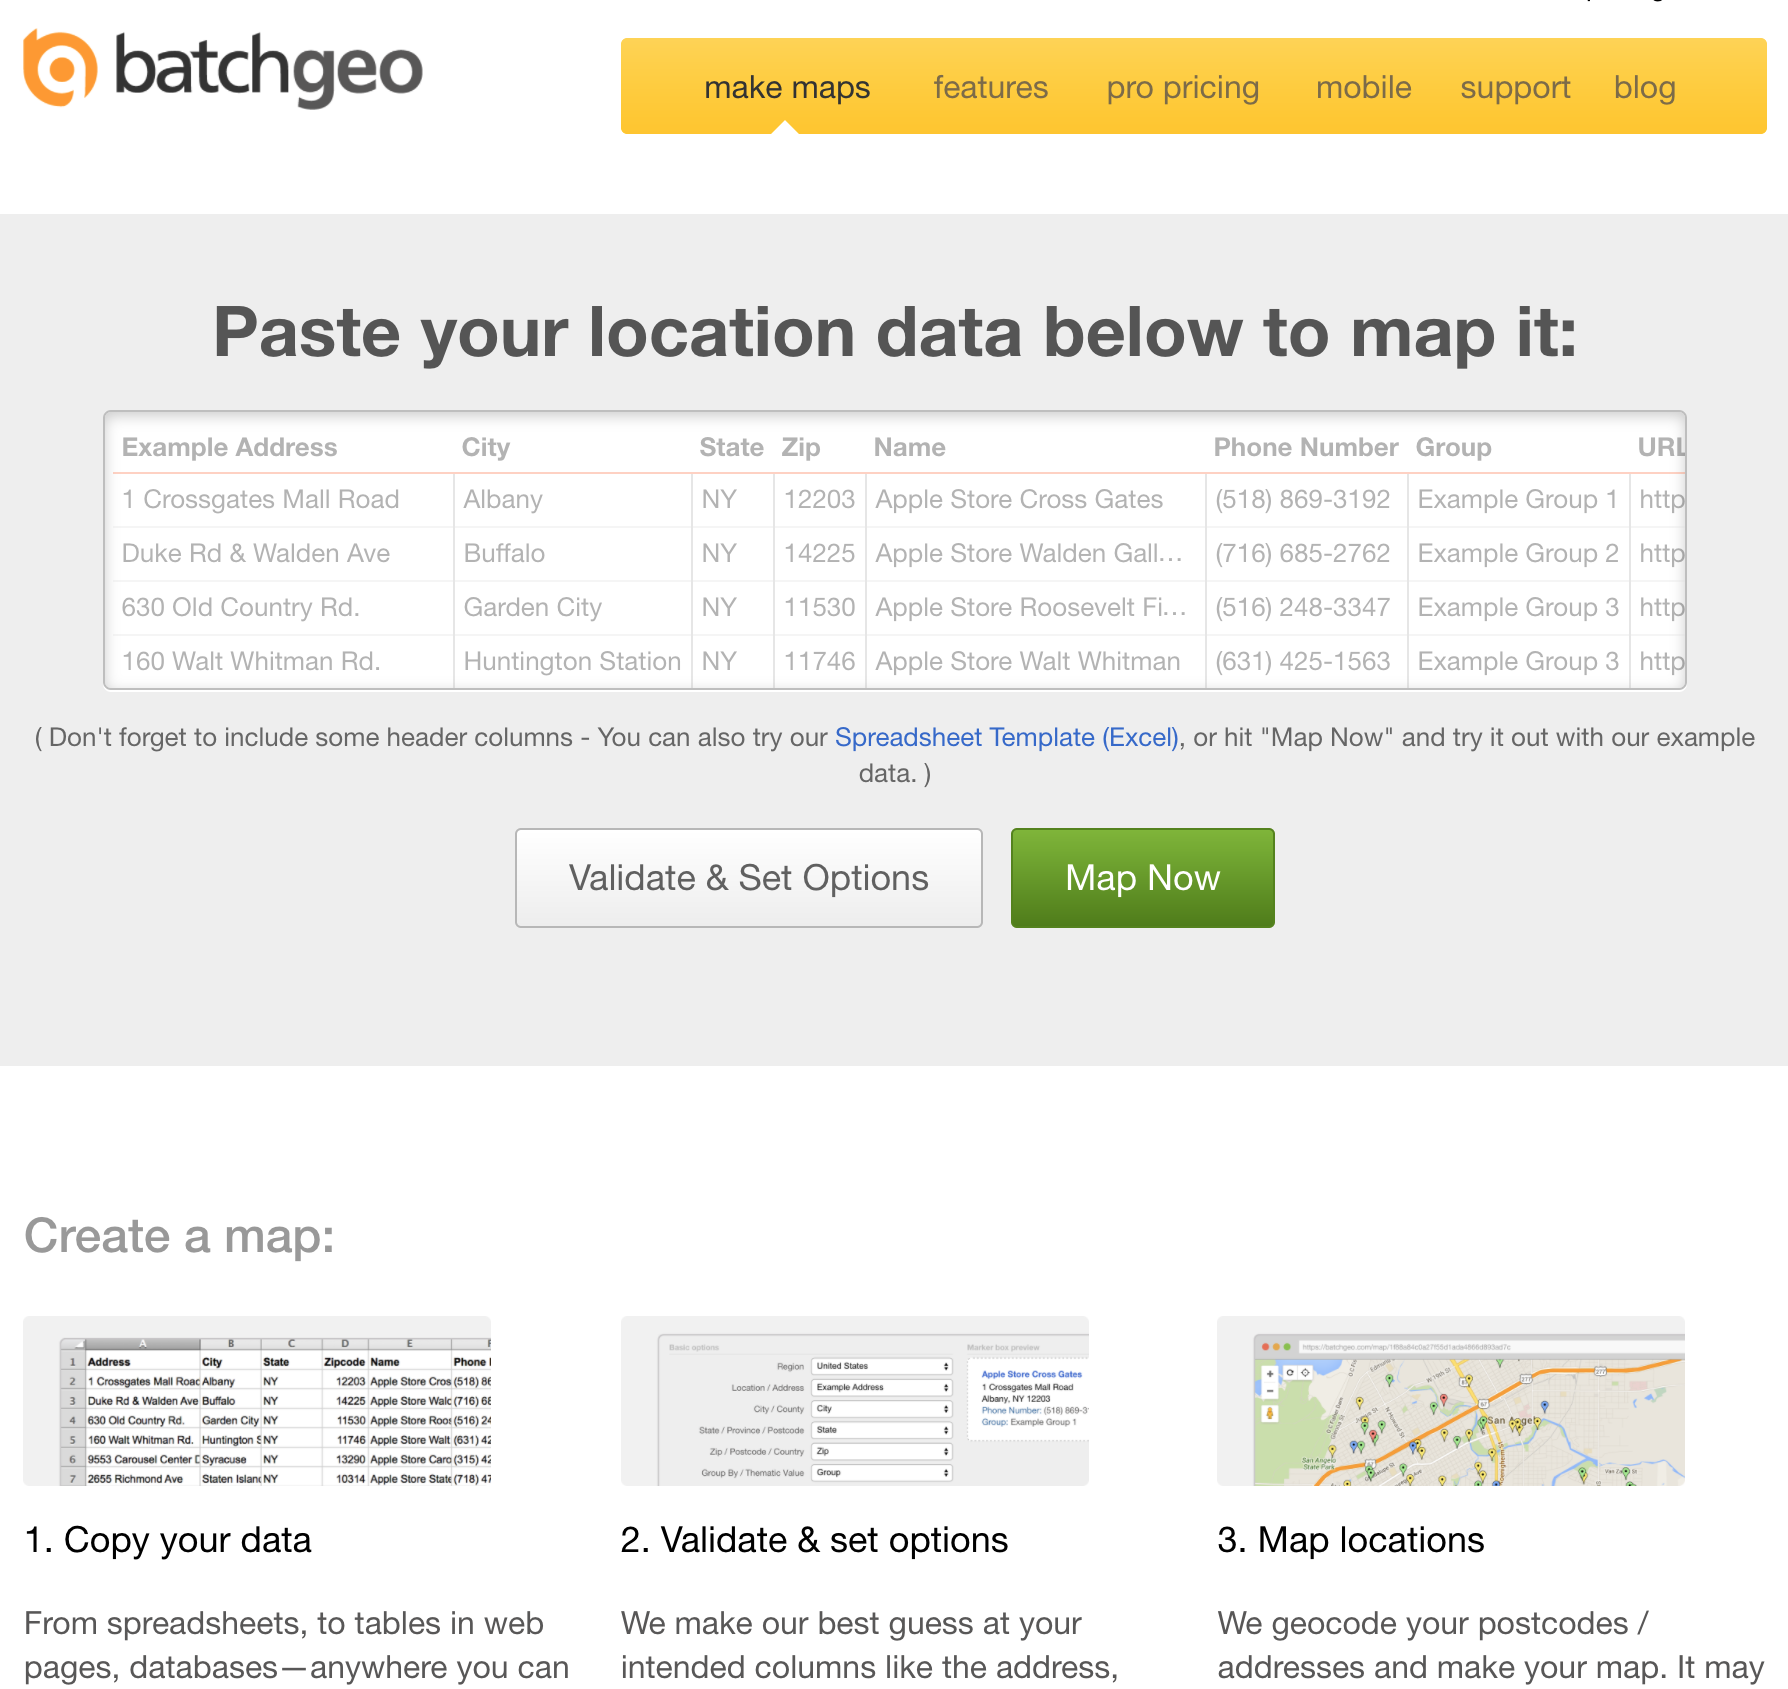 batchgeo
make maps features pro pricing mobile support blog
Paste your location data below to map it:
Example Address City State Zip Name Phone Number Group URL
1 Crossgates Mall Road Albany NY 12203 Apple Store Cross Gates (518) 869-3192 Example Group 1 http
Duke Rd & Walden Ave Buffalo NY 14225 Apple Store Walden Gall... (716) 685-2762 Example Group 2 http
630 Old Country Rd. Garden City NY 11530 Apple Store Roosevelt Fi... (516) 248-3347 Example Group 3 http
160 Walt Whitman Rd. Huntington Station NY 11746 Apple Store Walt Whitman (631) 425-1563 Example Group 3 http
( Don't forget to include some header columns - You can also try our Spreadsheet Template (Excel), or hit "Map Now" and try it out with our example
data. )
Validate & Set Options Map Now
Create a map:
A B C D E
1 Address City State Zipcode Name Phone
2 1 Crossgates Mall Road Albany NY 12203 Apple Store Cros (518) 86
3 Duke Rd & Walden Ave Buffalo NY 14225 Apple Store Wald (716) 68
4 630 Old Country Rd. Garden City NY 11530 Apple Store Roos (516) 24
5 160 Walt Whitman Rd. Huntington S NY 11746 Apple Store Walt (631) 42
6 9553 Carousel Center D Syracuse NY 13290 Apple Store Caro (315) 42
7 2655 Richmond Ave Staten Islan NY 10314 Apple Store State (718) 47
Basic options Marker box preview
Region United States
Location / Address Example Address
City / County City
State / Province / Postcode State
Zip / Postcode / Country Zip
Group By / Thematic Value Group
Apple Store Cross Gates
1 Crossgates Mall Road
Albany, NY 12203
Phone Number: (518) 869-3
Group: Example Group 1
San Angelo
San Angelo
State Park
277
277
67
67
1. Copy your data
2. Validate & set options
3. Map locations
From spreadsheets, to tables in web
pages, databases—anywhere you can
We make our best guess at your
intended columns like the address,
We geocode your postcodes /
addresses and make your map. It may